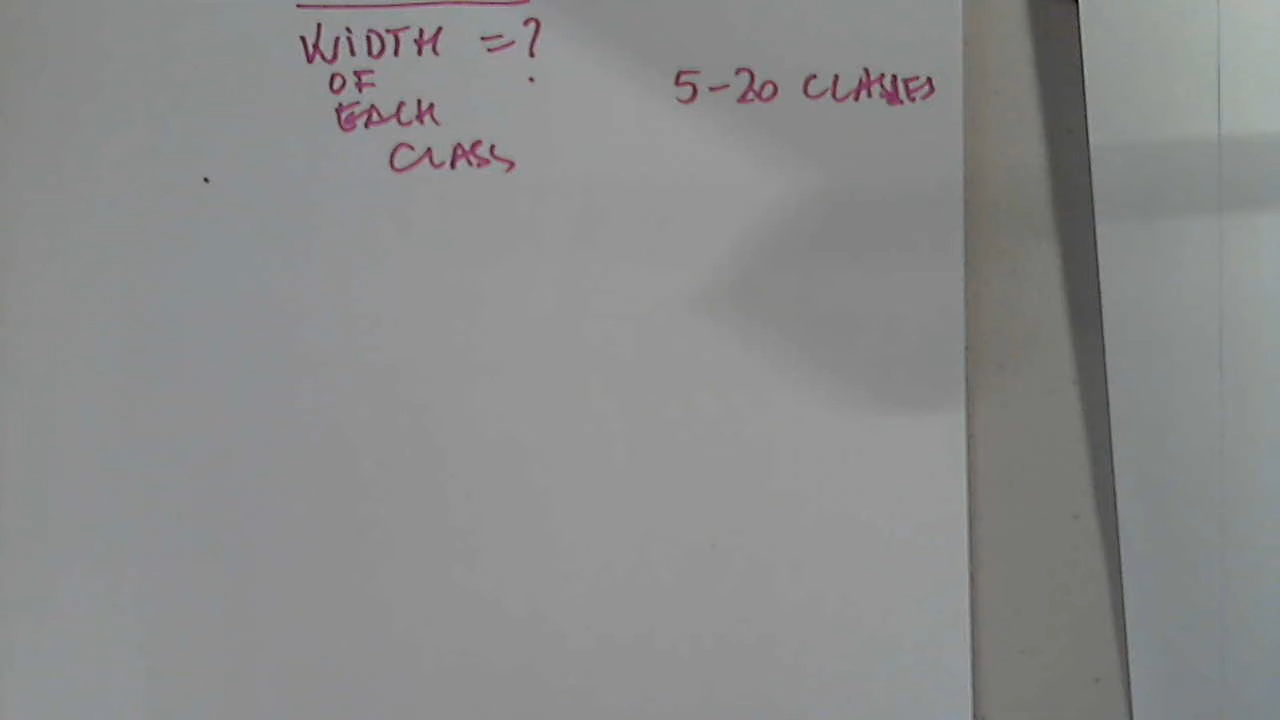 WIDTH = ?
OF
EACH
CLASS
5-20 CLASSES